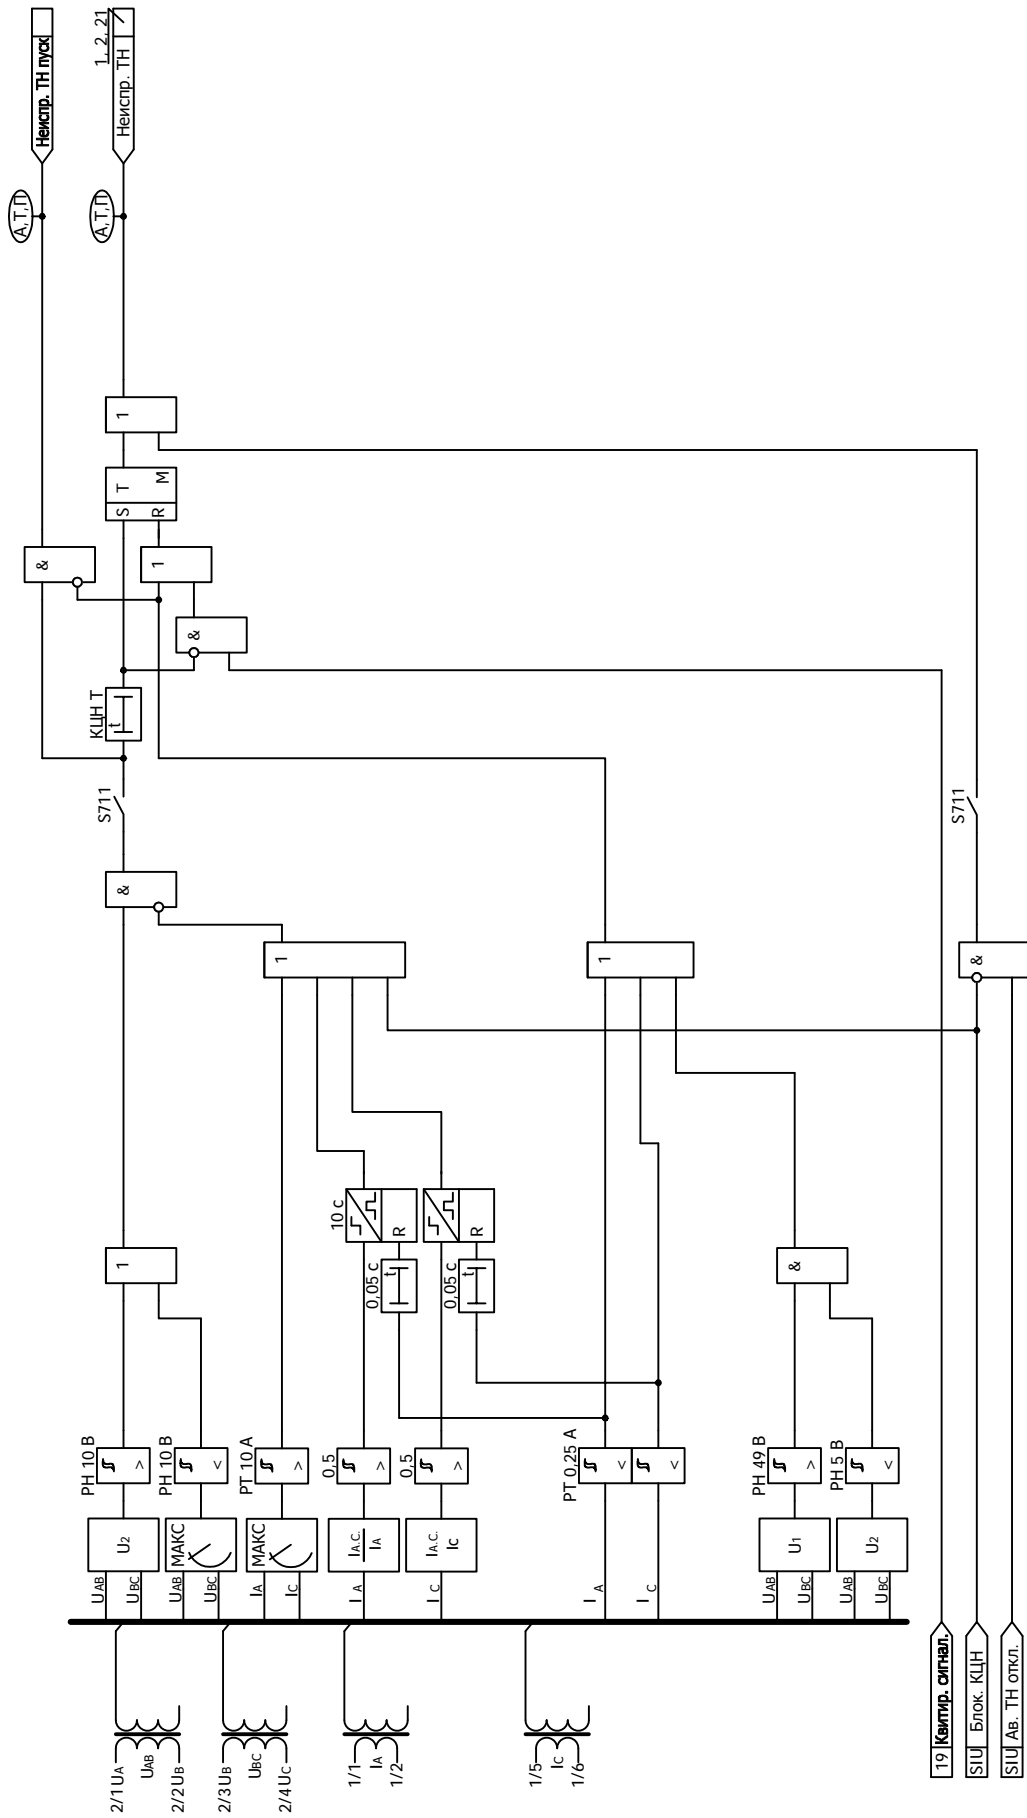 2/1 UA
UAB
2/2 UB
2/3 UB
UBC
2/4 UC
1/1
IA
1/2
1/5
IC
1/6
UAB
UBC
U2
РН 10 В
>
UAB
UBC
МАКС
РН 10 В
<
1
IA
IC
МАКС
РТ 10 А
>
IA
IA.C.
IA
0,5
>
IC
IA.C.
IC
0,5
>
0,05 с
t
10 с
R
0,05 с
t
R
1
&
IA
IC
РТ 0,25 А
<
<
1
UAB
UBC
U1
РН 49 В
>
UAB
UBC
U2
РН 5 В
<
&
S711
КЦН Т
t
&
1
&
S T
R M
1
А,Т,П
Неиспр. ТН пуск
А,Т,П
Неиспр. ТН
1, 2, 21
19 Квитир. сигнал.
SIU Блок. КЦН
SIU Ав. ТН откл.
&
S711